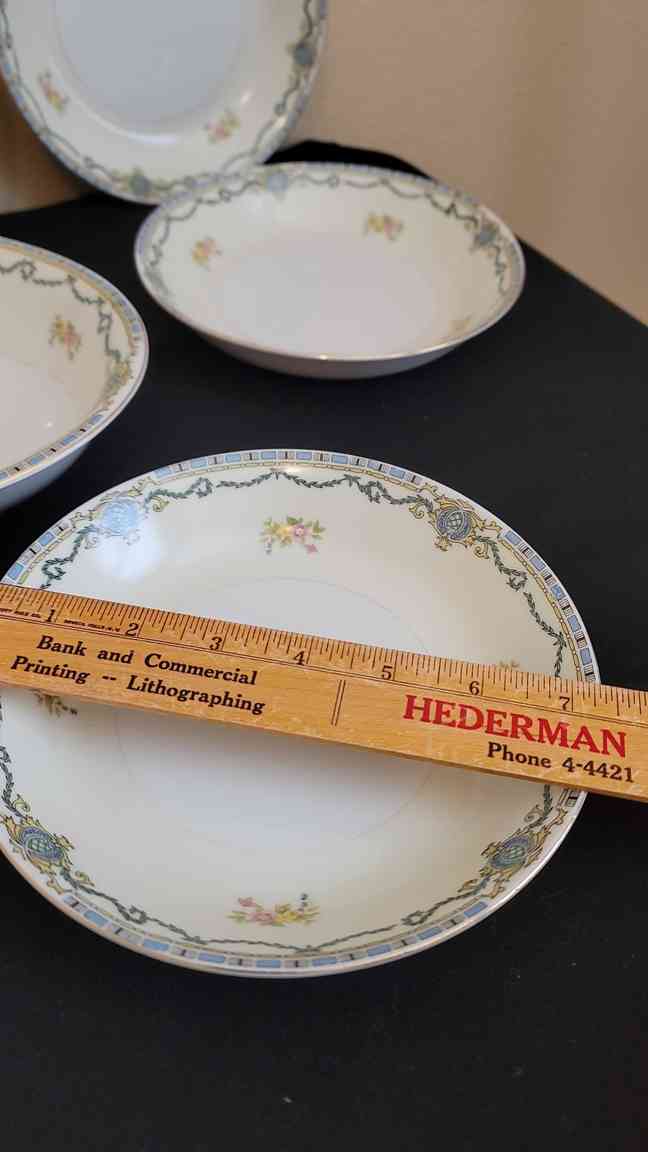 1 2 3 4 5 6 7
Bank and Commercial
Printing -- Lithographing
HEDERMAN
Phone 4-4421